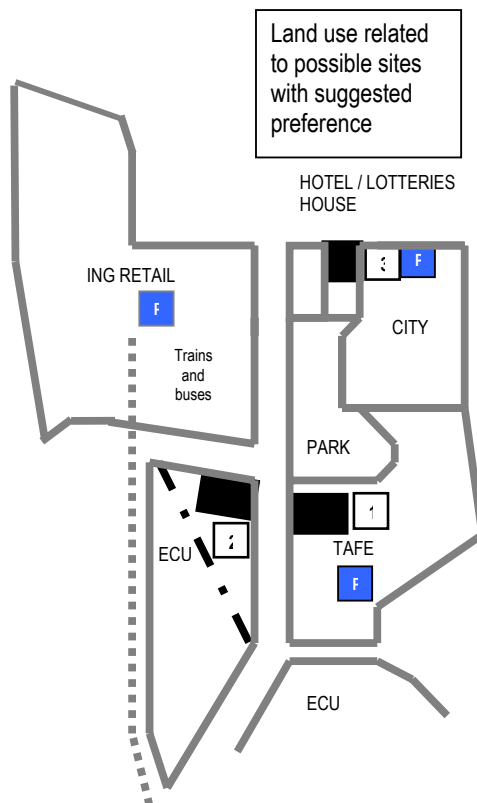 Land use related
to possible sites
with suggested
preference
HOTEL / LOTTERIES
HOUSE
3
P
ING RETAIL
P
CITY
Trains
and
buses
PARK
1
2
ECU
TAFE
P
ECU